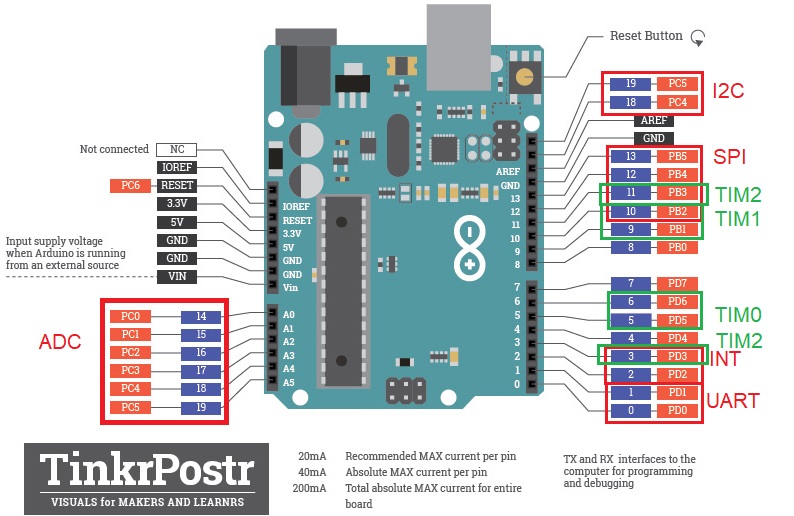 Reset Button
19 PC5
18 PC4
I2C
AREF
GND
13 PB5
SPI
12 PB4
11 PB3
TIM2
10 PB2
TIM1
9 PB1
8 PB0
7 PD7
6 PD6
TIM0
5 PD5
4 PD4
TIM2
3 PD3
INT
2 PD2
1 PD1
UART
0 PD0
Not connected NC
IOREF
PC6 RESET
3.3V
5V
GND
GND
VIN
Input supply voltage
when Arduino is running
from an external source
IOREF
RESET
3.3V
5V
GND
GND
Vin
A0
A1
A2
A3
A4
A5
AREF
GND
13
12
11
10
9
8
7
6
5
4
3
2
1
0
ADC
PC0 14
PC1 15
PC2 16
PC3 17
PC4 18
PC5 19
TinkrPostr
VISUALS for MAKERS AND LEARNRS
20mA Recommended MAX current per pin
40mA Absolute MAX current per pin
200mA Total absolute MAX current for entire
board
TX and RX interfaces to the
computer for programming
and debugging